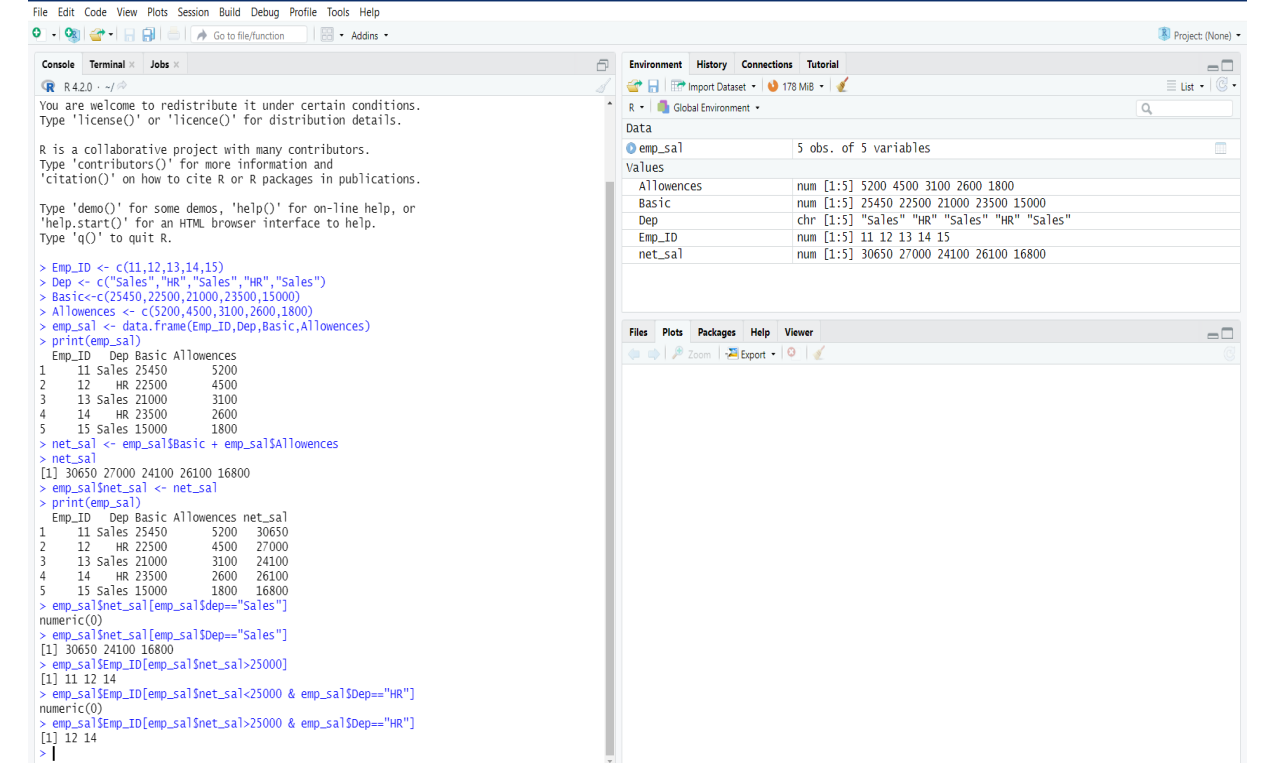 File Edit Code View Plots Session Build Debug Profile Tools Help
Go to file/function Addins Project: (None)
Console Terminal × Jobs ×
R 4.2.0 · ~/
You are welcome to redistribute it under certain conditions.
Type 'license()' or 'licence()' for distribution details.
R is a collaborative project with many contributors.
Type 'contributors()' for more information and
'citation()' on how to cite R or R packages in publications.
Type 'demo()' for some demos, 'help()' for on-line help, or
'help.start()' for an HTML browser interface to help.
Type 'q()' to quit R.
> Emp_ID <- c(11,12,13,14,15)
> Dep <- c("Sales","HR","Sales","HR","Sales")
> Basic<-c(25450,22500,21000,23500,15000)
> Allowences <- c(5200,4500,3100,2600,1800)
> emp_sal <- data.frame(Emp_ID,Dep,Basic,Allowences)
> print(emp_sal)
  Emp_ID   Dep Basic Allowences
1     11 Sales 25450       5200
2     12    HR 22500       4500
3     13 Sales 21000       3100
4     14    HR 23500       2600
5     15 Sales 15000       1800
> net_sal <- emp_sal$Basic + emp_sal$Allowences
> net_sal
[1] 30650 27000 24100 26100 16800
> emp_sal$net_sal <- net_sal
> print(emp_sal)
  Emp_ID   Dep Basic Allowences net_sal
1     11 Sales 25450       5200   30650
2     12    HR 22500       4500   27000
3     13 Sales 21000       3100   24100
4     14    HR 23500       2600   26100
5     15 Sales 15000       1800   16800
> emp_sal$net_sal[emp_sal$dep=="Sales"]
numeric(0)
> emp_sal$net_sal[emp_sal$Dep=="Sales"]
[1] 30650 24100 16800
> emp_sal$Emp_ID[emp_sal$net_sal>25000]
[1] 11 12 14
> emp_sal$Emp_ID[emp_sal$net_sal<25000 & emp_sal$Dep=="HR"]
numeric(0)
> emp_sal$Emp_ID[emp_sal$net_sal>25000 & emp_sal$Dep=="HR"]
[1] 12 14
>
Environment History Connections Tutorial
Import Dataset 178 MiB List
R Global Environment
Data
emp_sal 5 obs. of 5 variables
Values
Allowences num [1:5] 5200 4500 3100 2600 1800
Basic num [1:5] 25450 22500 21000 23500 15000
Dep chr [1:5] "Sales" "HR" "Sales" "HR" "Sales"
Emp_ID num [1:5] 11 12 13 14 15
net_sal num [1:5] 30650 27000 24100 26100 16800
Files Plots Packages Help Viewer
Zoom Export